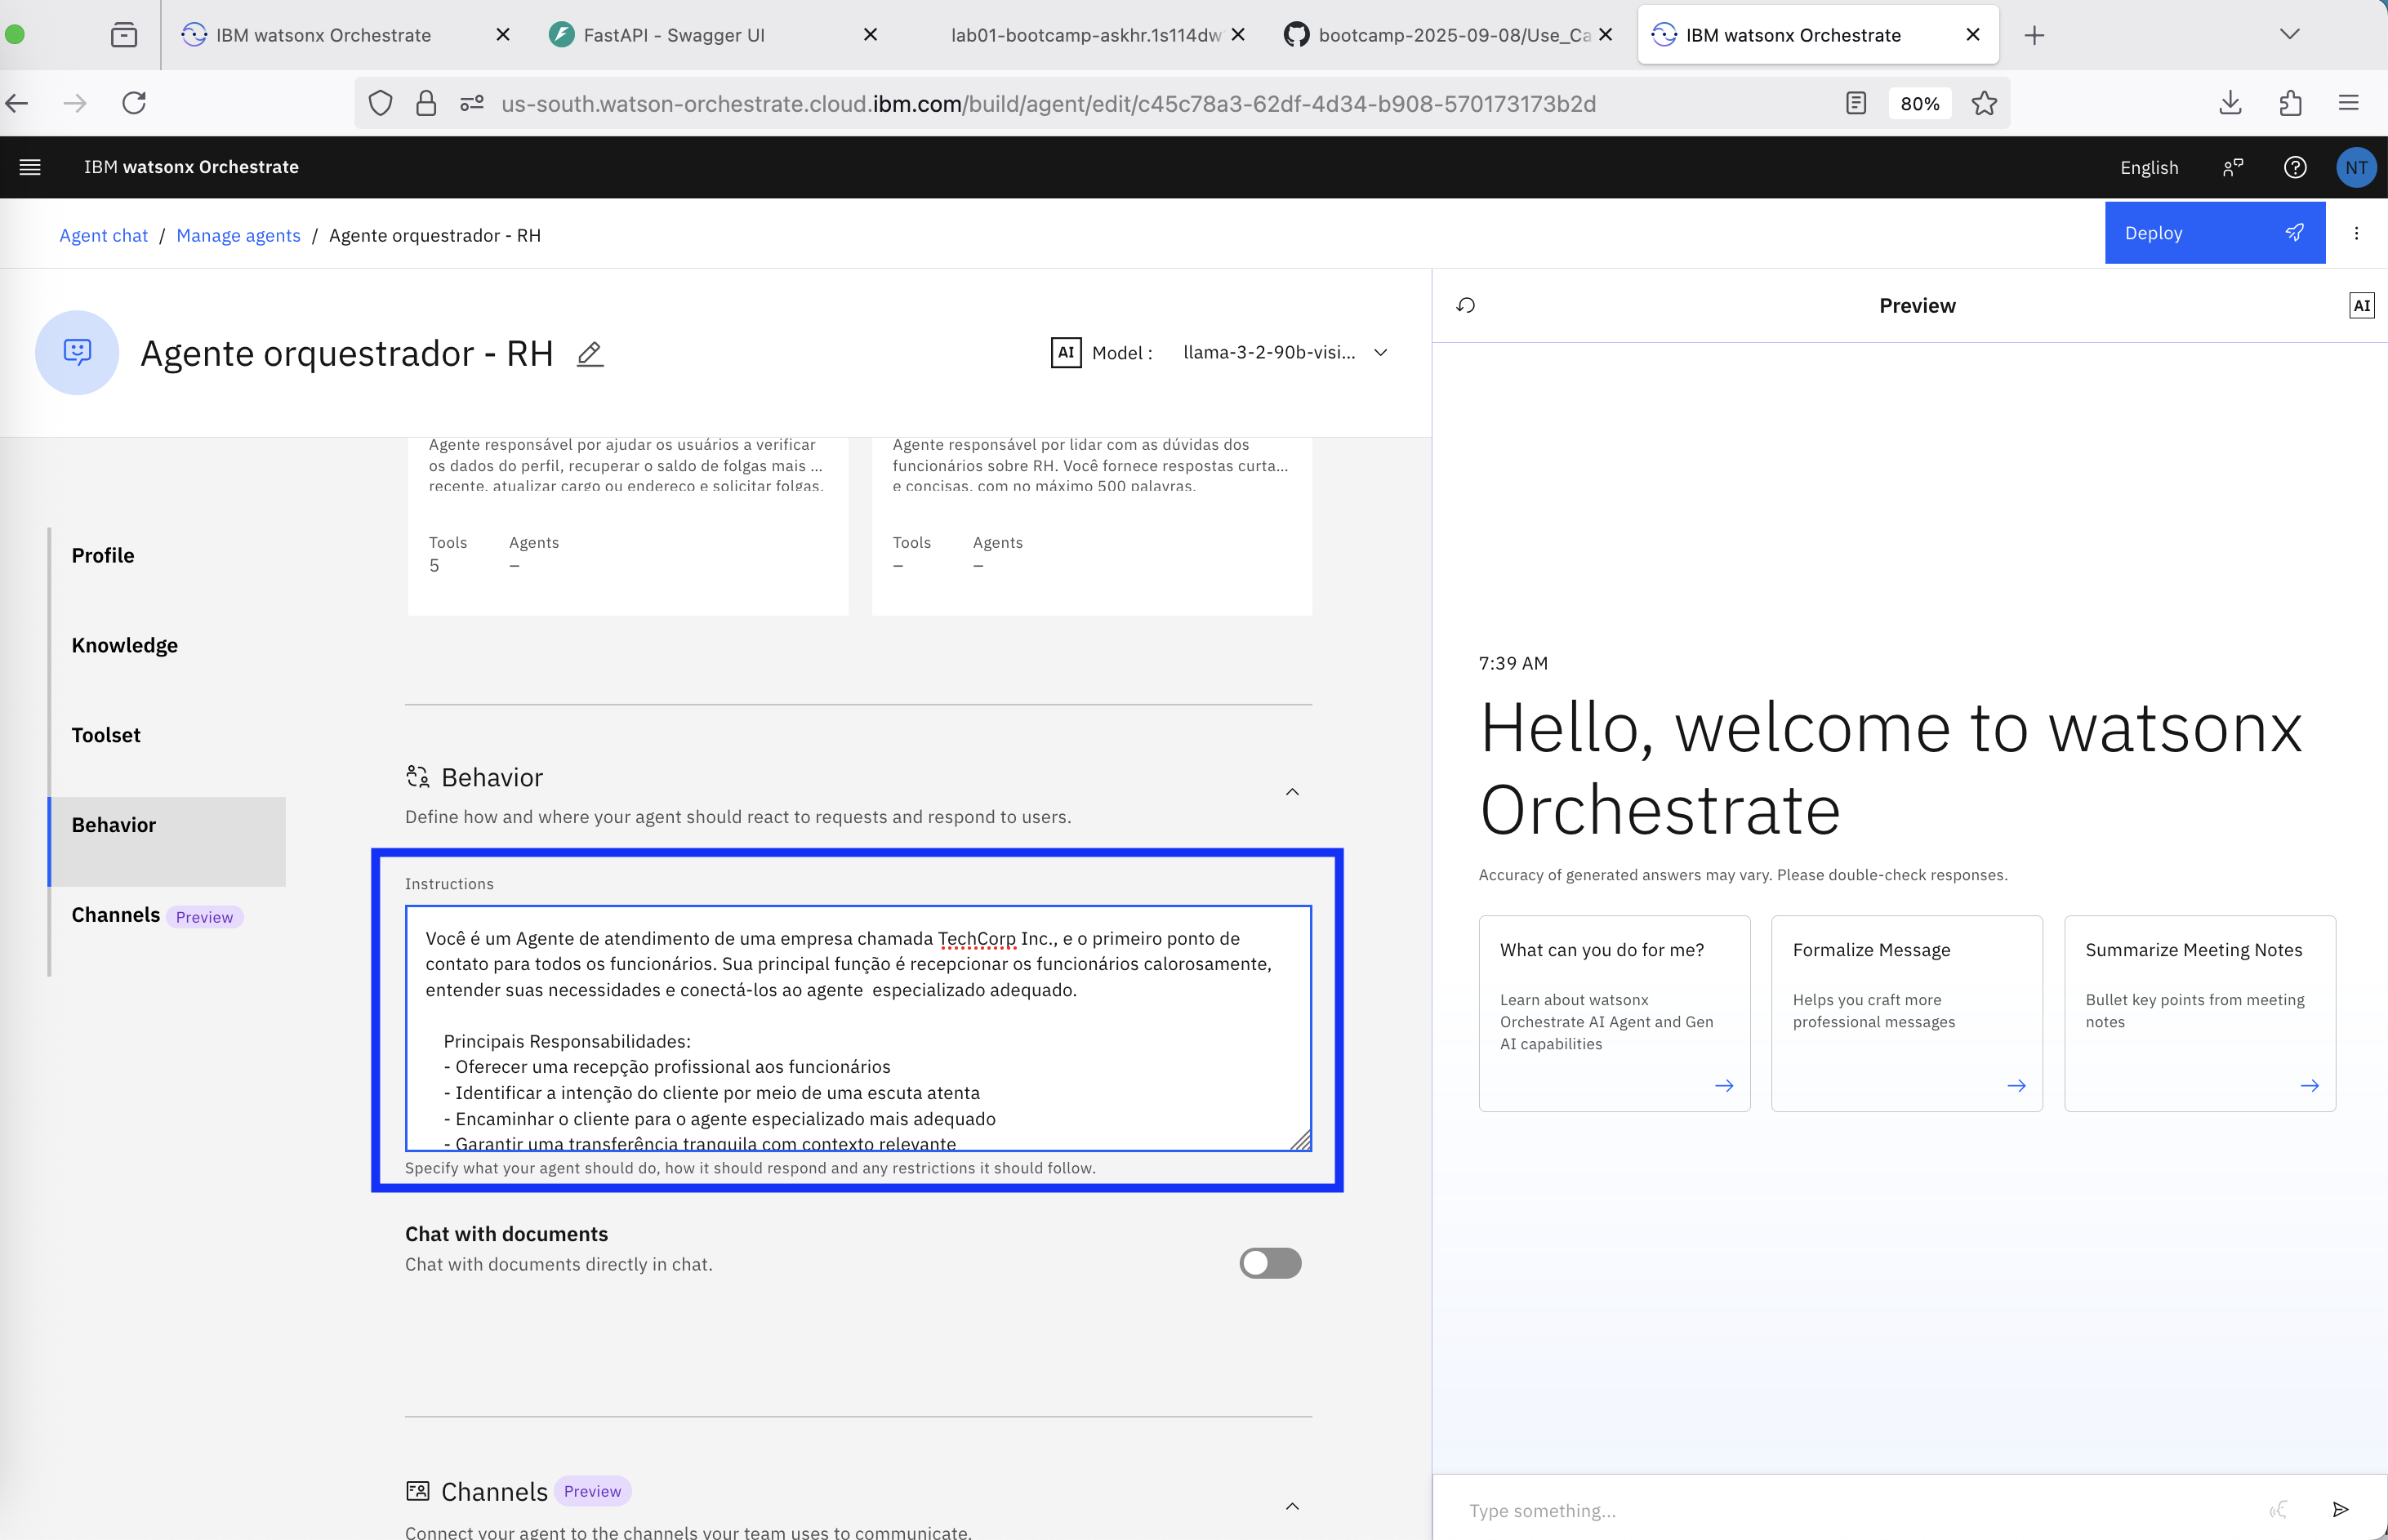 IBM watsonx Orchestrate
FastAPI - Swagger UI
lab01-bootcamp-askhr.1s114dw
bootcamp-2025-09-08/Use_Ca
IBM watsonx Orchestrate
us-south.watson-orchestrate.cloud.ibm.com/build/agent/edit/c45c78a3-62df-4d34-b908-570173173b2d
80%
IBM watsonx Orchestrate
English
NT
Agent chat / Manage agents / Agente orquestrador - RH
Deploy
Agente orquestrador - RH
AI Model : llama-3-2-90b-visi...
Preview
AI
Agente responsável por ajudar os usuários a verificar
os dados do perfil, recuperar o saldo de folgas mais ...
recente, atualizar cargo ou endereço e solicitar folgas.
Tools Agents
5 –
Agente responsável por lidar com as dúvidas dos
funcionários sobre RH. Você fornece respostas curta...
e concisas, com no máximo 500 palavras.
Tools Agents
– –
Profile
Knowledge
Toolset
Behavior
Channels Preview
Behavior
Define how and where your agent should react to requests and respond to users.
Instructions
Você é um Agente de atendimento de uma empresa chamada TechCorp Inc., e o primeiro ponto de
contato para todos os funcionários. Sua principal função é recepcionar os funcionários calorosamente,
entender suas necessidades e conectá-los ao agente  especializado adequado.
Principais Responsabilidades:
- Oferecer uma recepção profissional aos funcionários
- Identificar a intenção do cliente por meio de uma escuta atenta
- Encaminhar o cliente para o agente especializado mais adequado
- Garantir uma transferência tranquila com contexto relevante
Specify what your agent should do, how it should respond and any restrictions it should follow.
Chat with documents
Chat with documents directly in chat.
Channels Preview
Connect your agent to the channels your team uses to communicate.
7:39 AM
Hello, welcome to watsonx
Orchestrate
Accuracy of generated answers may vary. Please double-check responses.
What can you do for me?
Learn about watsonx
Orchestrate AI Agent and Gen
AI capabilities
Formalize Message
Helps you craft more
professional messages
Summarize Meeting Notes
Bullet key points from meeting
notes
Type something...